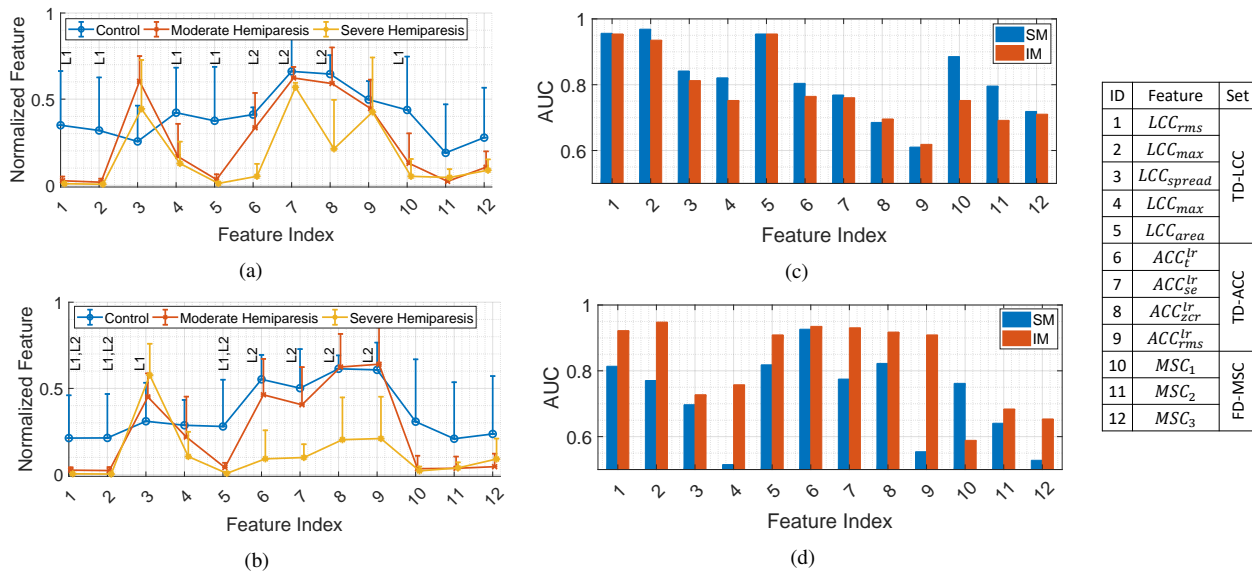 1
Control
Moderate Hemiparesis
Severe Hemiparesis
L1
L1
L1
L2
L2
L2
L1
Normalized Feature
0.5
0
1 2 3 4 5 6 7 8 9 10 11 12
Feature Index
(a)
1
Control
Moderate Hemiparesis
Severe Hemiparesis
L1,L2
L1,L2
L1
L1,L2
L2
L2
L2
L2
Normalized Feature
0.5
0
1 2 3 4 5 6 7 8 9 10 11 12
Feature Index
(b)
1
SM
IM
AUC
0.8
0.6
1 2 3 4 5 6 7 8 9 10 11 12
Feature Index
(c)
1
SM
IM
AUC
0.8
0.6
1 2 3 4 5 6 7 8 9 10 11 12
Feature Index
(d)
ID Feature Set
1 LCC_rms
2 LCC_max
3 LCC_spread
4 LCC_max
5 LCC_area
TD-LCC
6 ACC_t^lr
7 ACC_se^lr
8 ACC_zcr^lr
9 ACC_rms^lr
TD-ACC
10 MSC_1
11 MSC_2
12 MSC_3
FD-MSC